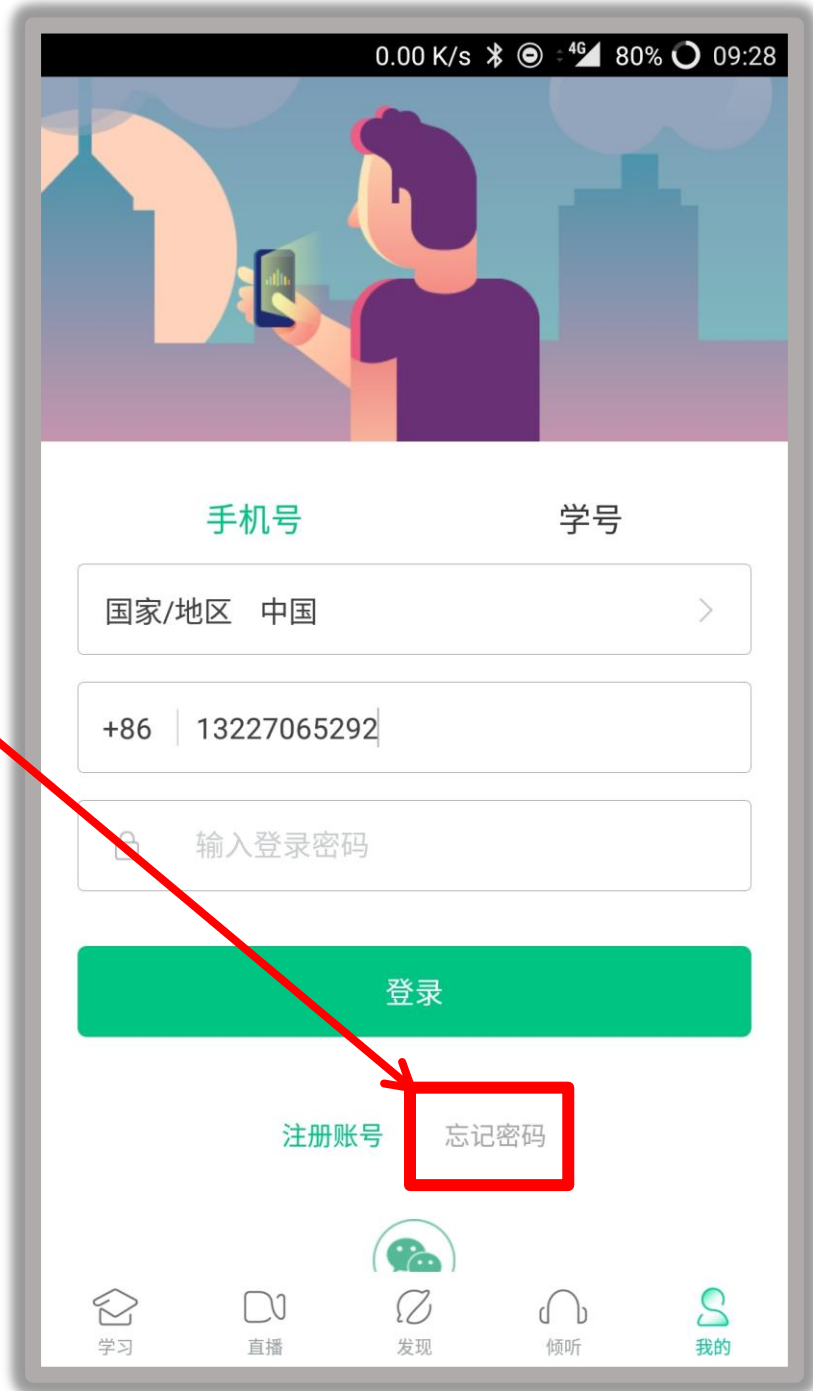 0.00 K/s 4G 80% 09:28
手机号 学号
国家/地区 中国
+86 13227065292
输入登录密码
登录
注册账号 忘记密码
学习 直播 发现 倾听 我的